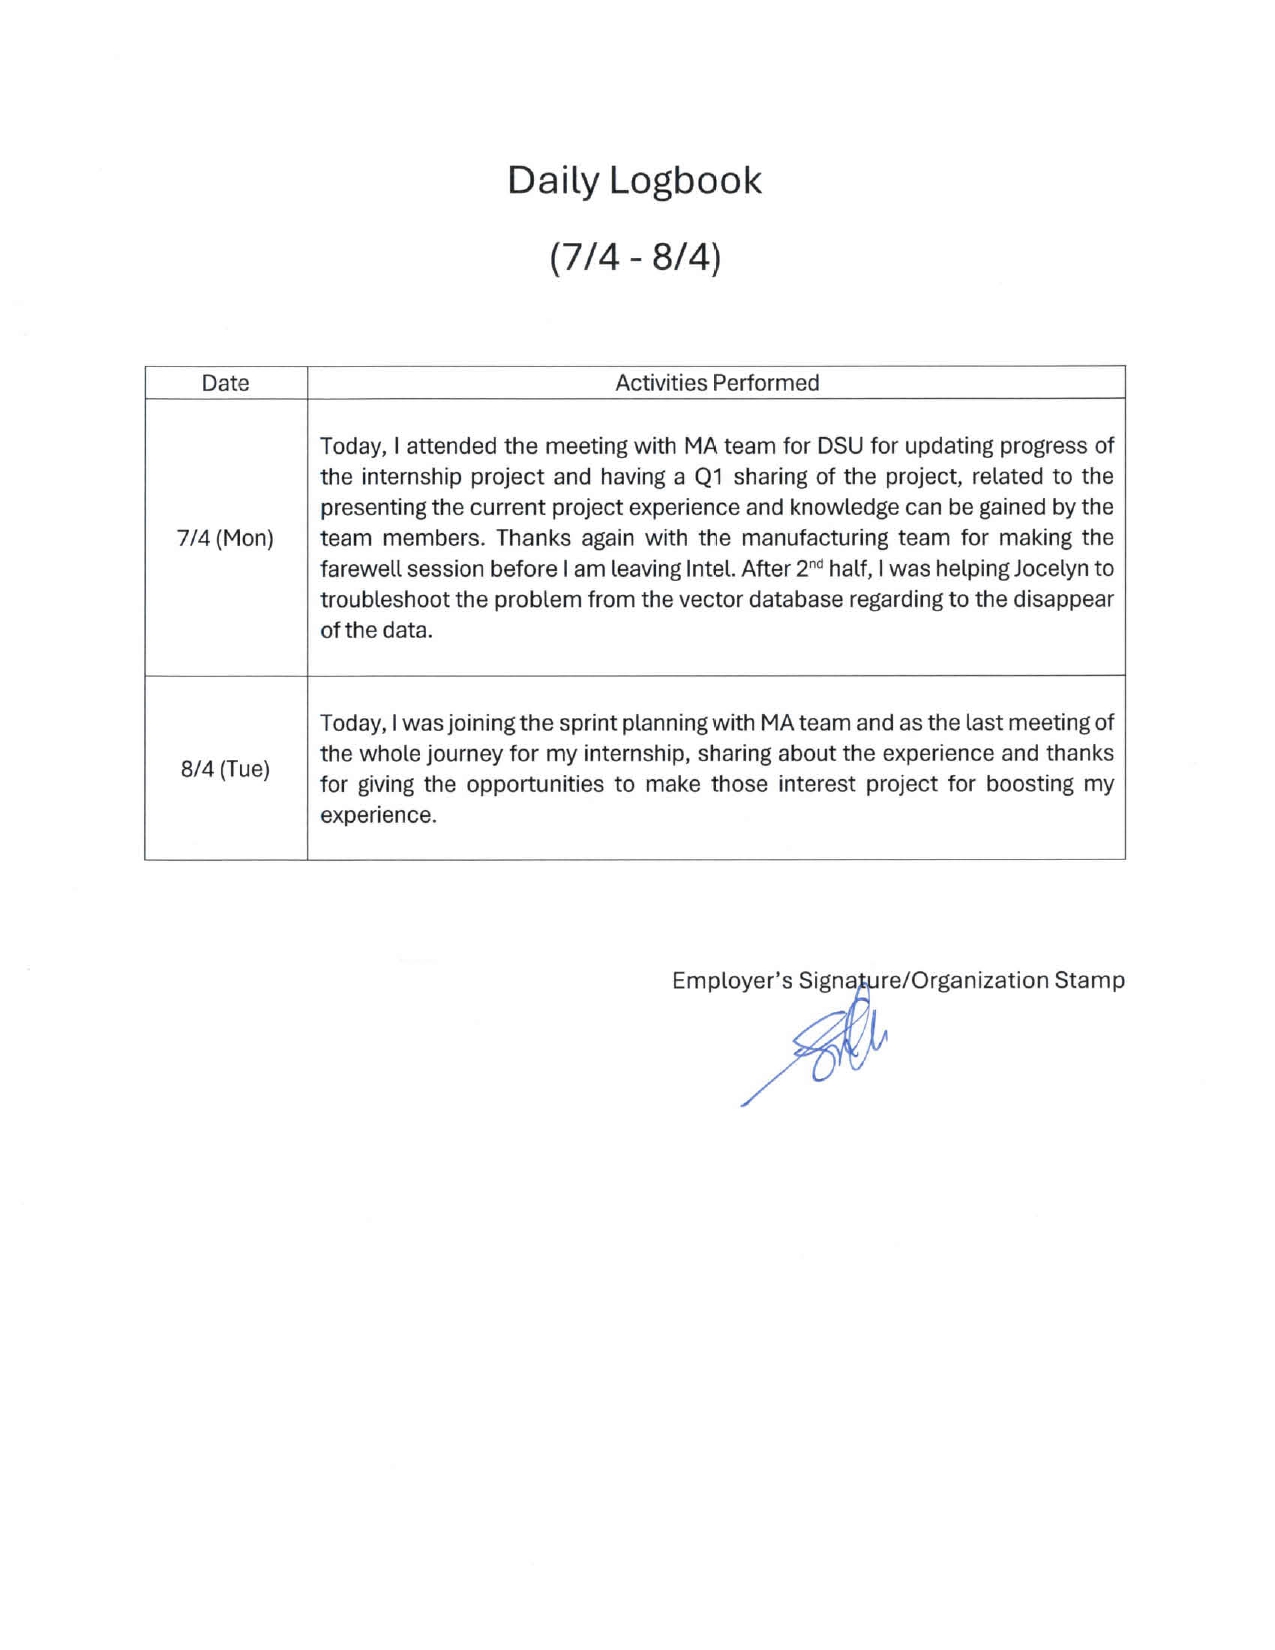 Daily Logbook
(7/4 - 8/4)
Date
Activities Performed
7/4 (Mon)
Today, I attended the meeting with MA team for DSU for updating progress of
the internship project and having a Q1 sharing of the project, related to the
presenting the current project experience and knowledge can be gained by the
team members. Thanks again with the manufacturing team for making the
farewell session before I am leaving Intel. After 2nd half, I was helping Jocelyn to
troubleshoot the problem from the vector database regarding to the disappear
of the data.
8/4 (Tue)
Today, I was joining the sprint planning with MA team and as the last meeting of
the whole journey for my internship, sharing about the experience and thanks
for giving the opportunities to make those interest project for boosting my
experience.
Employer's Signature/Organization Stamp